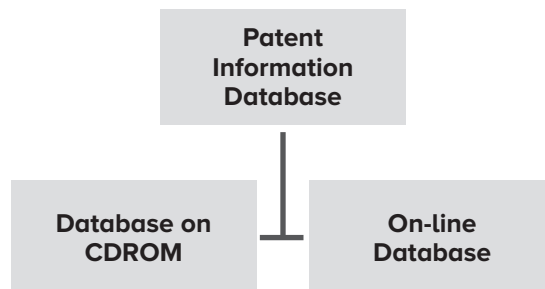 Patent
Information
Database
Database on
CDROM
On-line
Database